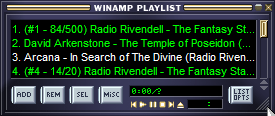 WINAMP PLAYLIST
1. (#1 - 84/500) Radio Rivendell - The Fantasy Sta...
2. David Arkenstone - The Temple of Poseidon (...
3. Arcana - In Search of The Divine (Radio Riven...
4. (#4 - 14/20) Radio Rivendell - The Fantasy St...
ADD REM SEL MISC 0:00/? LIST OPTS
: